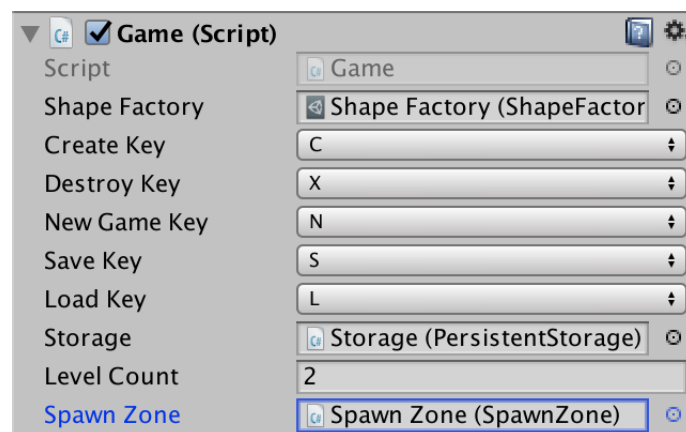 Game (Script)
Script Game
Shape Factory Shape Factory (ShapeFactor
Create Key C
Destroy Key X
New Game Key N
Save Key S
Load Key L
Storage Storage (PersistentStorage)
Level Count 2
Spawn Zone Spawn Zone (SpawnZone)